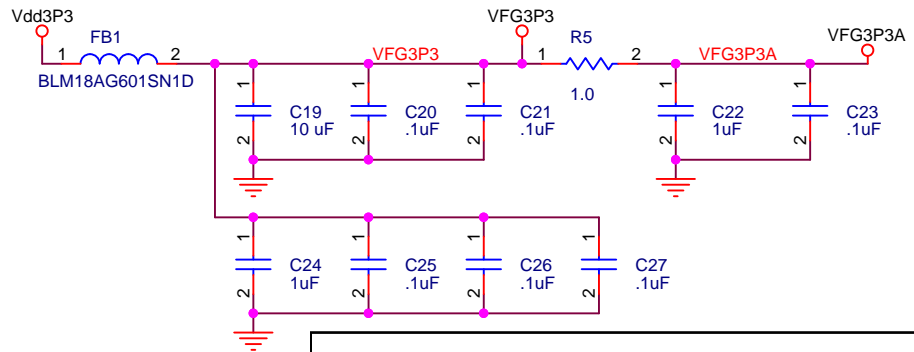 Vdd3P3
VFG3P3
VFG3P3A
FB1
R5
1
2
VFG3P3
1
2
VFG3P3A
BLM18AG601SN1D
1.0
1
2
C19
10 uF
1
2
C20
.1uF
1
2
C21
.1uF
1
2
C22
1uF
1
2
C23
.1uF
1
2
C24
1uF
1
2
C25
.1uF
1
2
C26
.1uF
1
2
C27
.1uF